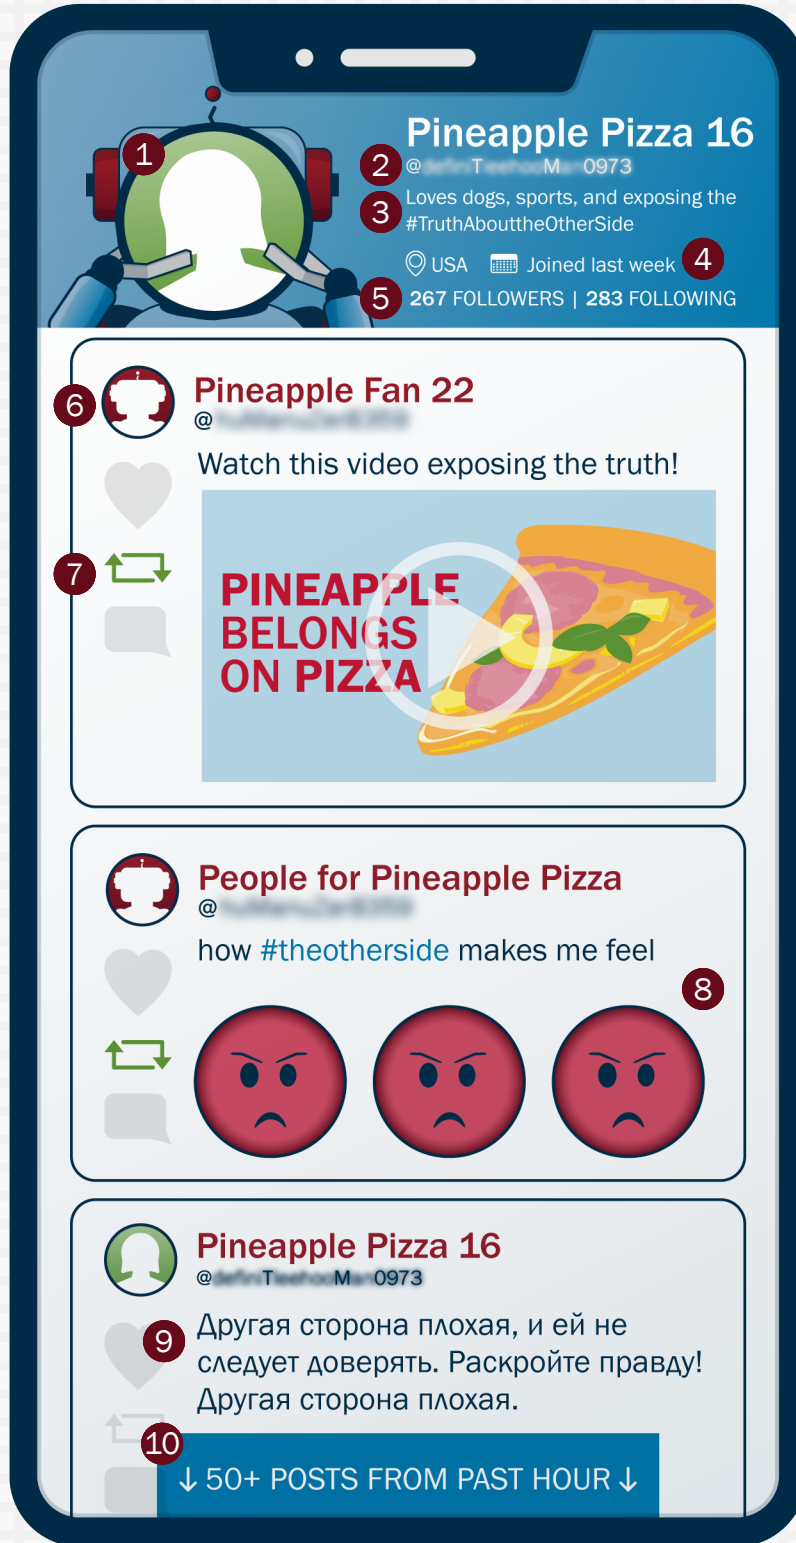 Pineapple Pizza 16
1
2
@definiTieehooMan0973
3
Loves dogs, sports, and exposing the
#TruthAbouttheOtherSide
USA Joined last week 4
5 267 FOLLOWERS | 283 FOLLOWING
6
Pineapple Fan 22
@
Watch this video exposing the truth!
7
PINEAPPLE
BELONGS
ON PIZZA
People for Pineapple Pizza
@
how #theotherside makes me feel
8
Pineapple Pizza 16
@definiTieehooMan0973
9
Другая сторона плохая, и ей не
следует доверять. Раскройте правду!
Другая сторона плохая.
10
↓ 50+ POSTS FROM PAST HOUR ↓